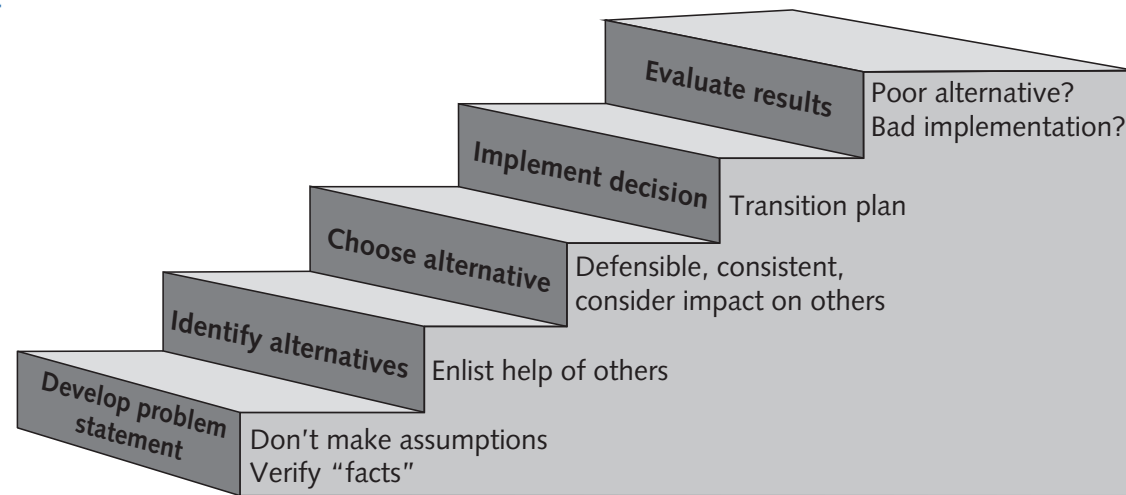 Evaluate results
Poor alternative?
Bad implementation?
Implement decision
Transition plan
Choose alternative
Defensible, consistent,
consider impact on others
Identify alternatives
Enlist help of others
Develop problem
statement
Don't make assumptions
Verify “facts”